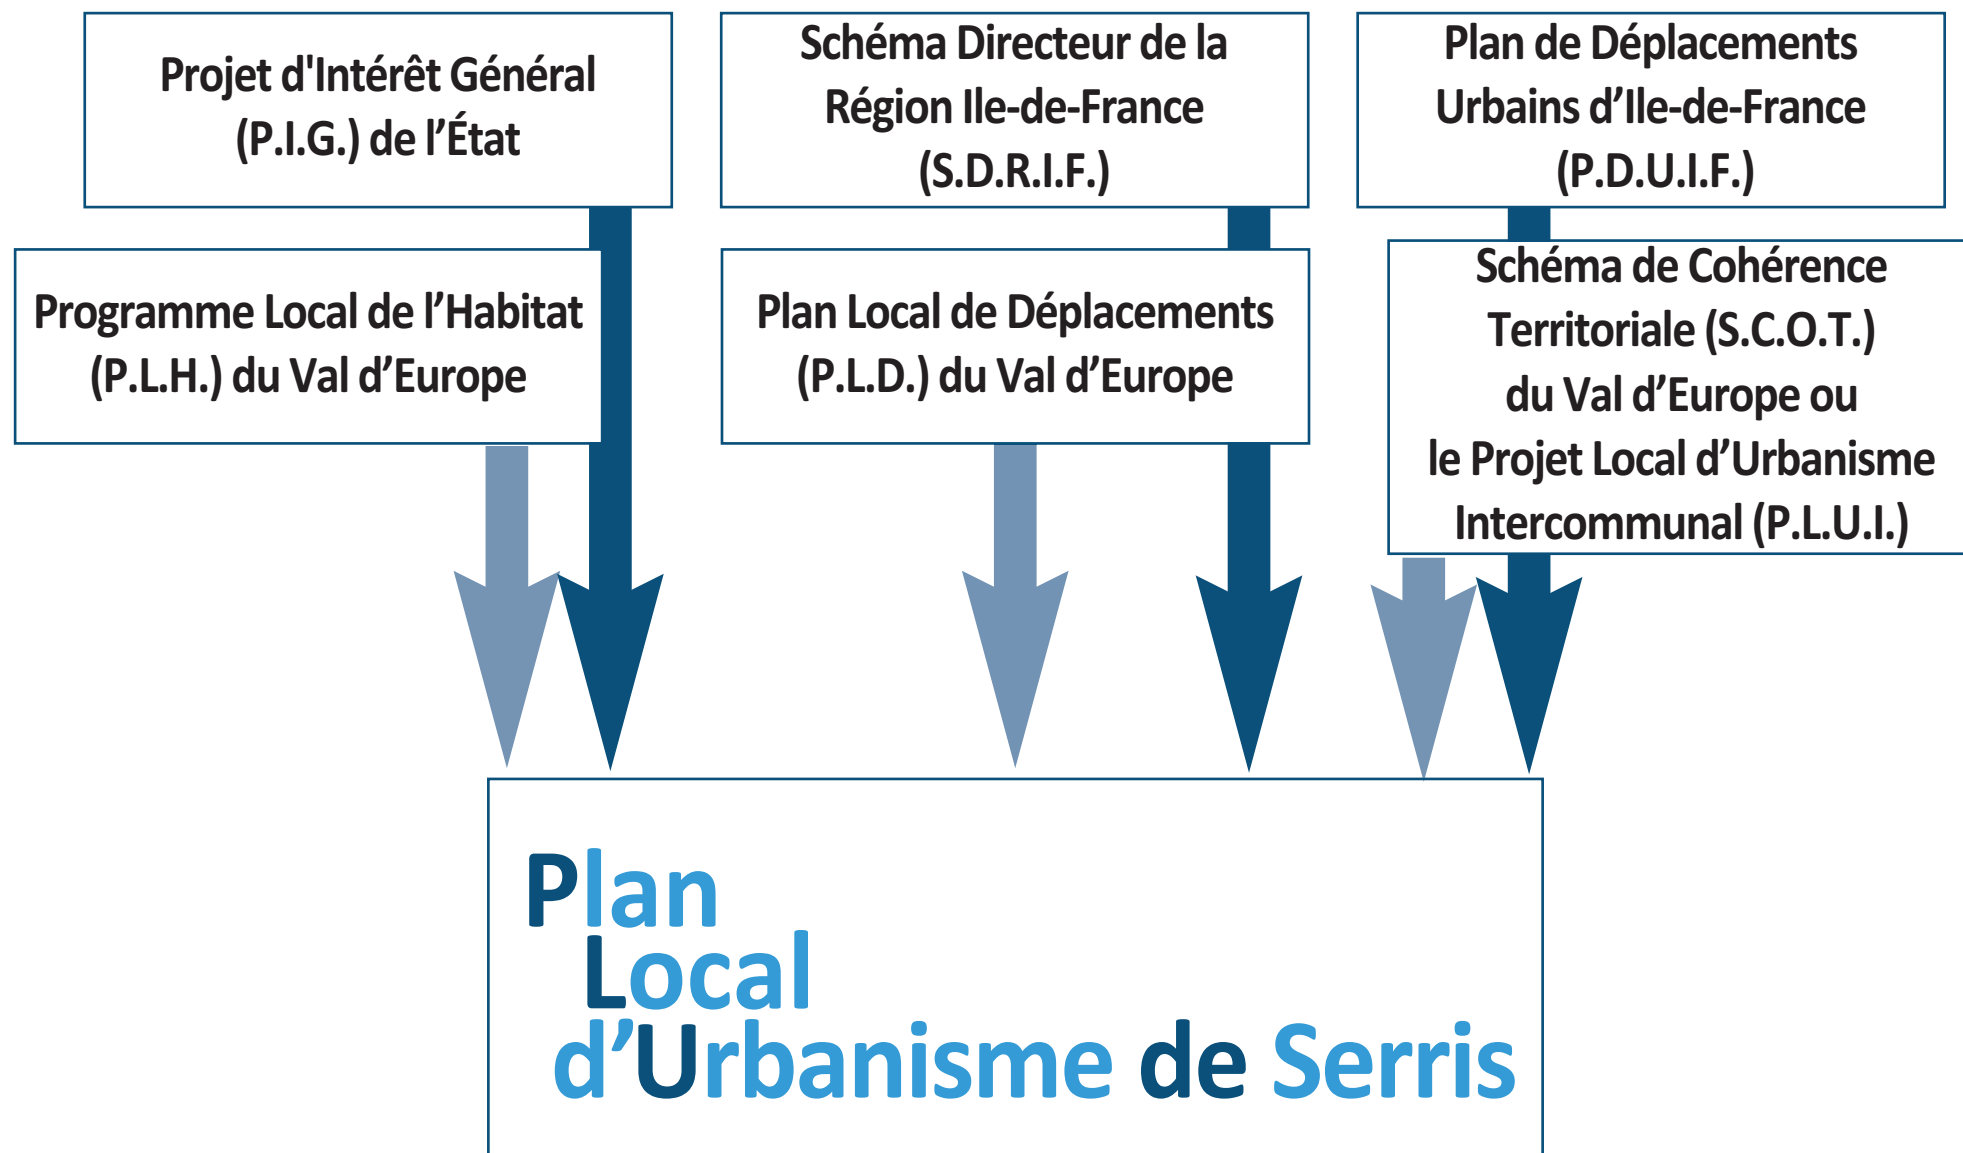 Projet d'Intérêt Général
(P.I.G.) de l’État
Schéma Directeur de la
Région Ile-de-France
(S.D.R.I.F.)
Plan de Déplacements
Urbains d’Ile-de-France
(P.D.U.I.F.)
Programme Local de l’Habitat
(P.L.H.) du Val d’Europe
Plan Local de Déplacements
(P.L.D.) du Val d’Europe
Schéma de Cohérence
Territoriale (S.C.O.T.)
du Val d’Europe ou
le Projet Local d’Urbanisme
Intercommunal (P.L.U.I.)
Plan
Local
d’Urbanisme de Serris